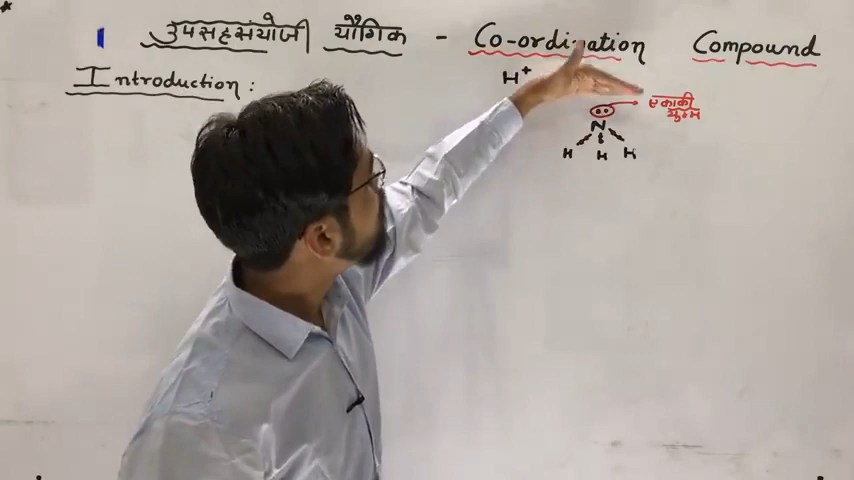 उपसहसंयोजी यौगिक - Co-ordination Compound
Introduction :
H+
एकाकी
युग्म
N
H H H